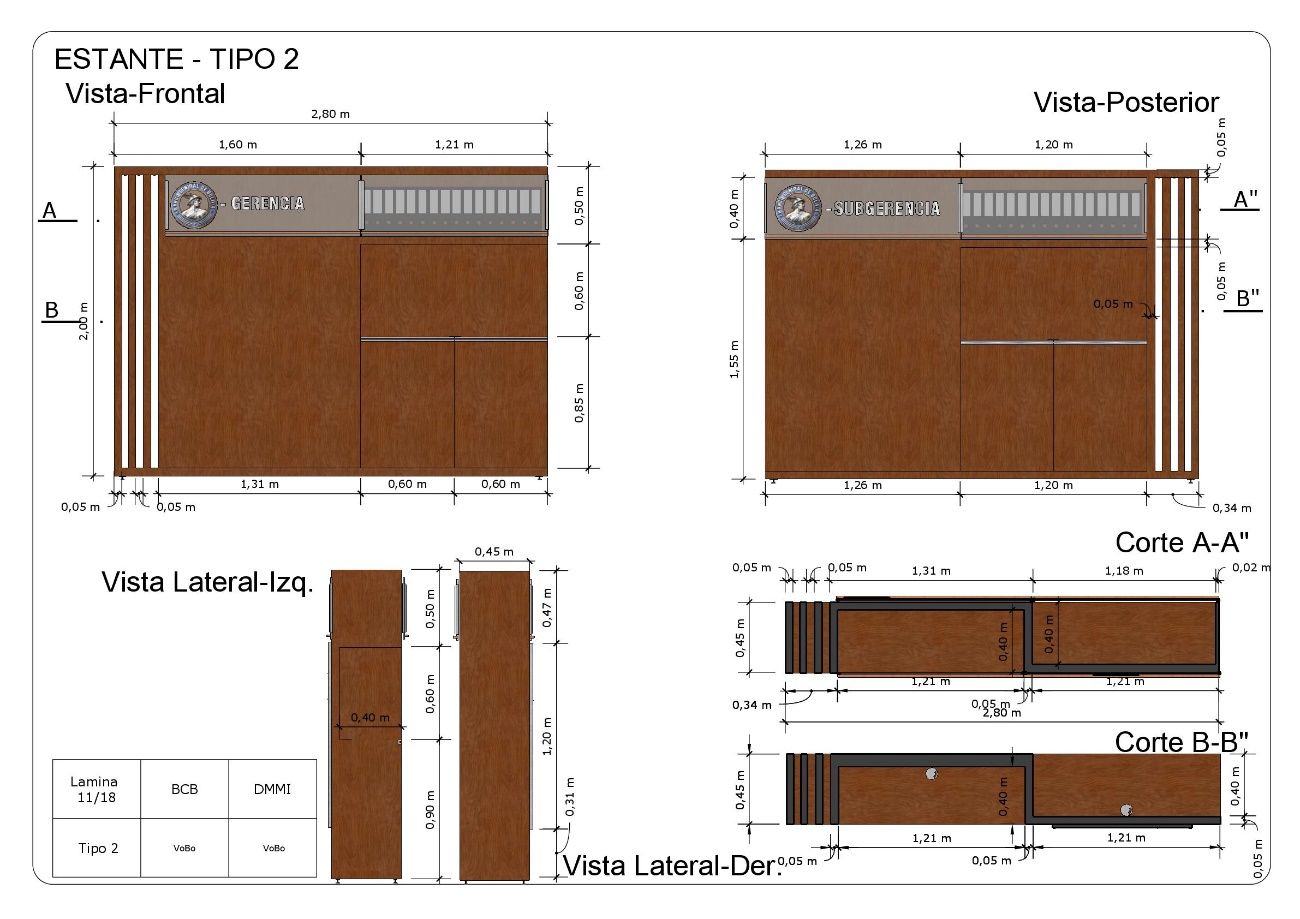 ESTANTE - TIPO 2
Vista-Frontal
2,80 m
1,60 m
1,21 m
A
B
2,00 m
- GERENCIA
0,50 m
0,60 m
0,85 m
0,05 m
0,05 m
1,31 m
0,60 m
0,60 m
Vista-Posterior
1,26 m
1,20 m
0,05 m
0,40 m
-SUBGERENCIA
A"
0,05 m
B"
0,05 m
1,55 m
1,26 m
1,20 m
0,34 m
Vista Lateral-Izq.
0,50 m
0,60 m
0,40 m
0,90 m
0,45 m
0,47 m
1,20 m
0,31 m
Vista Lateral-Der.
Corte A-A"
0,05 m
0,05 m
1,31 m
1,18 m
0,02 m
0,45 m
0,40 m
0,40 m
1,21 m
1,21 m
0,34 m
0,05 m
2,80 m
Corte B-B"
0,45 m
0,40 m
0,40 m
1,21 m
1,21 m
0,05 m
0,05 m
0,05 m
Lamina
11/18
BCB
DMMI
Tipo 2
VoBo
VoBo